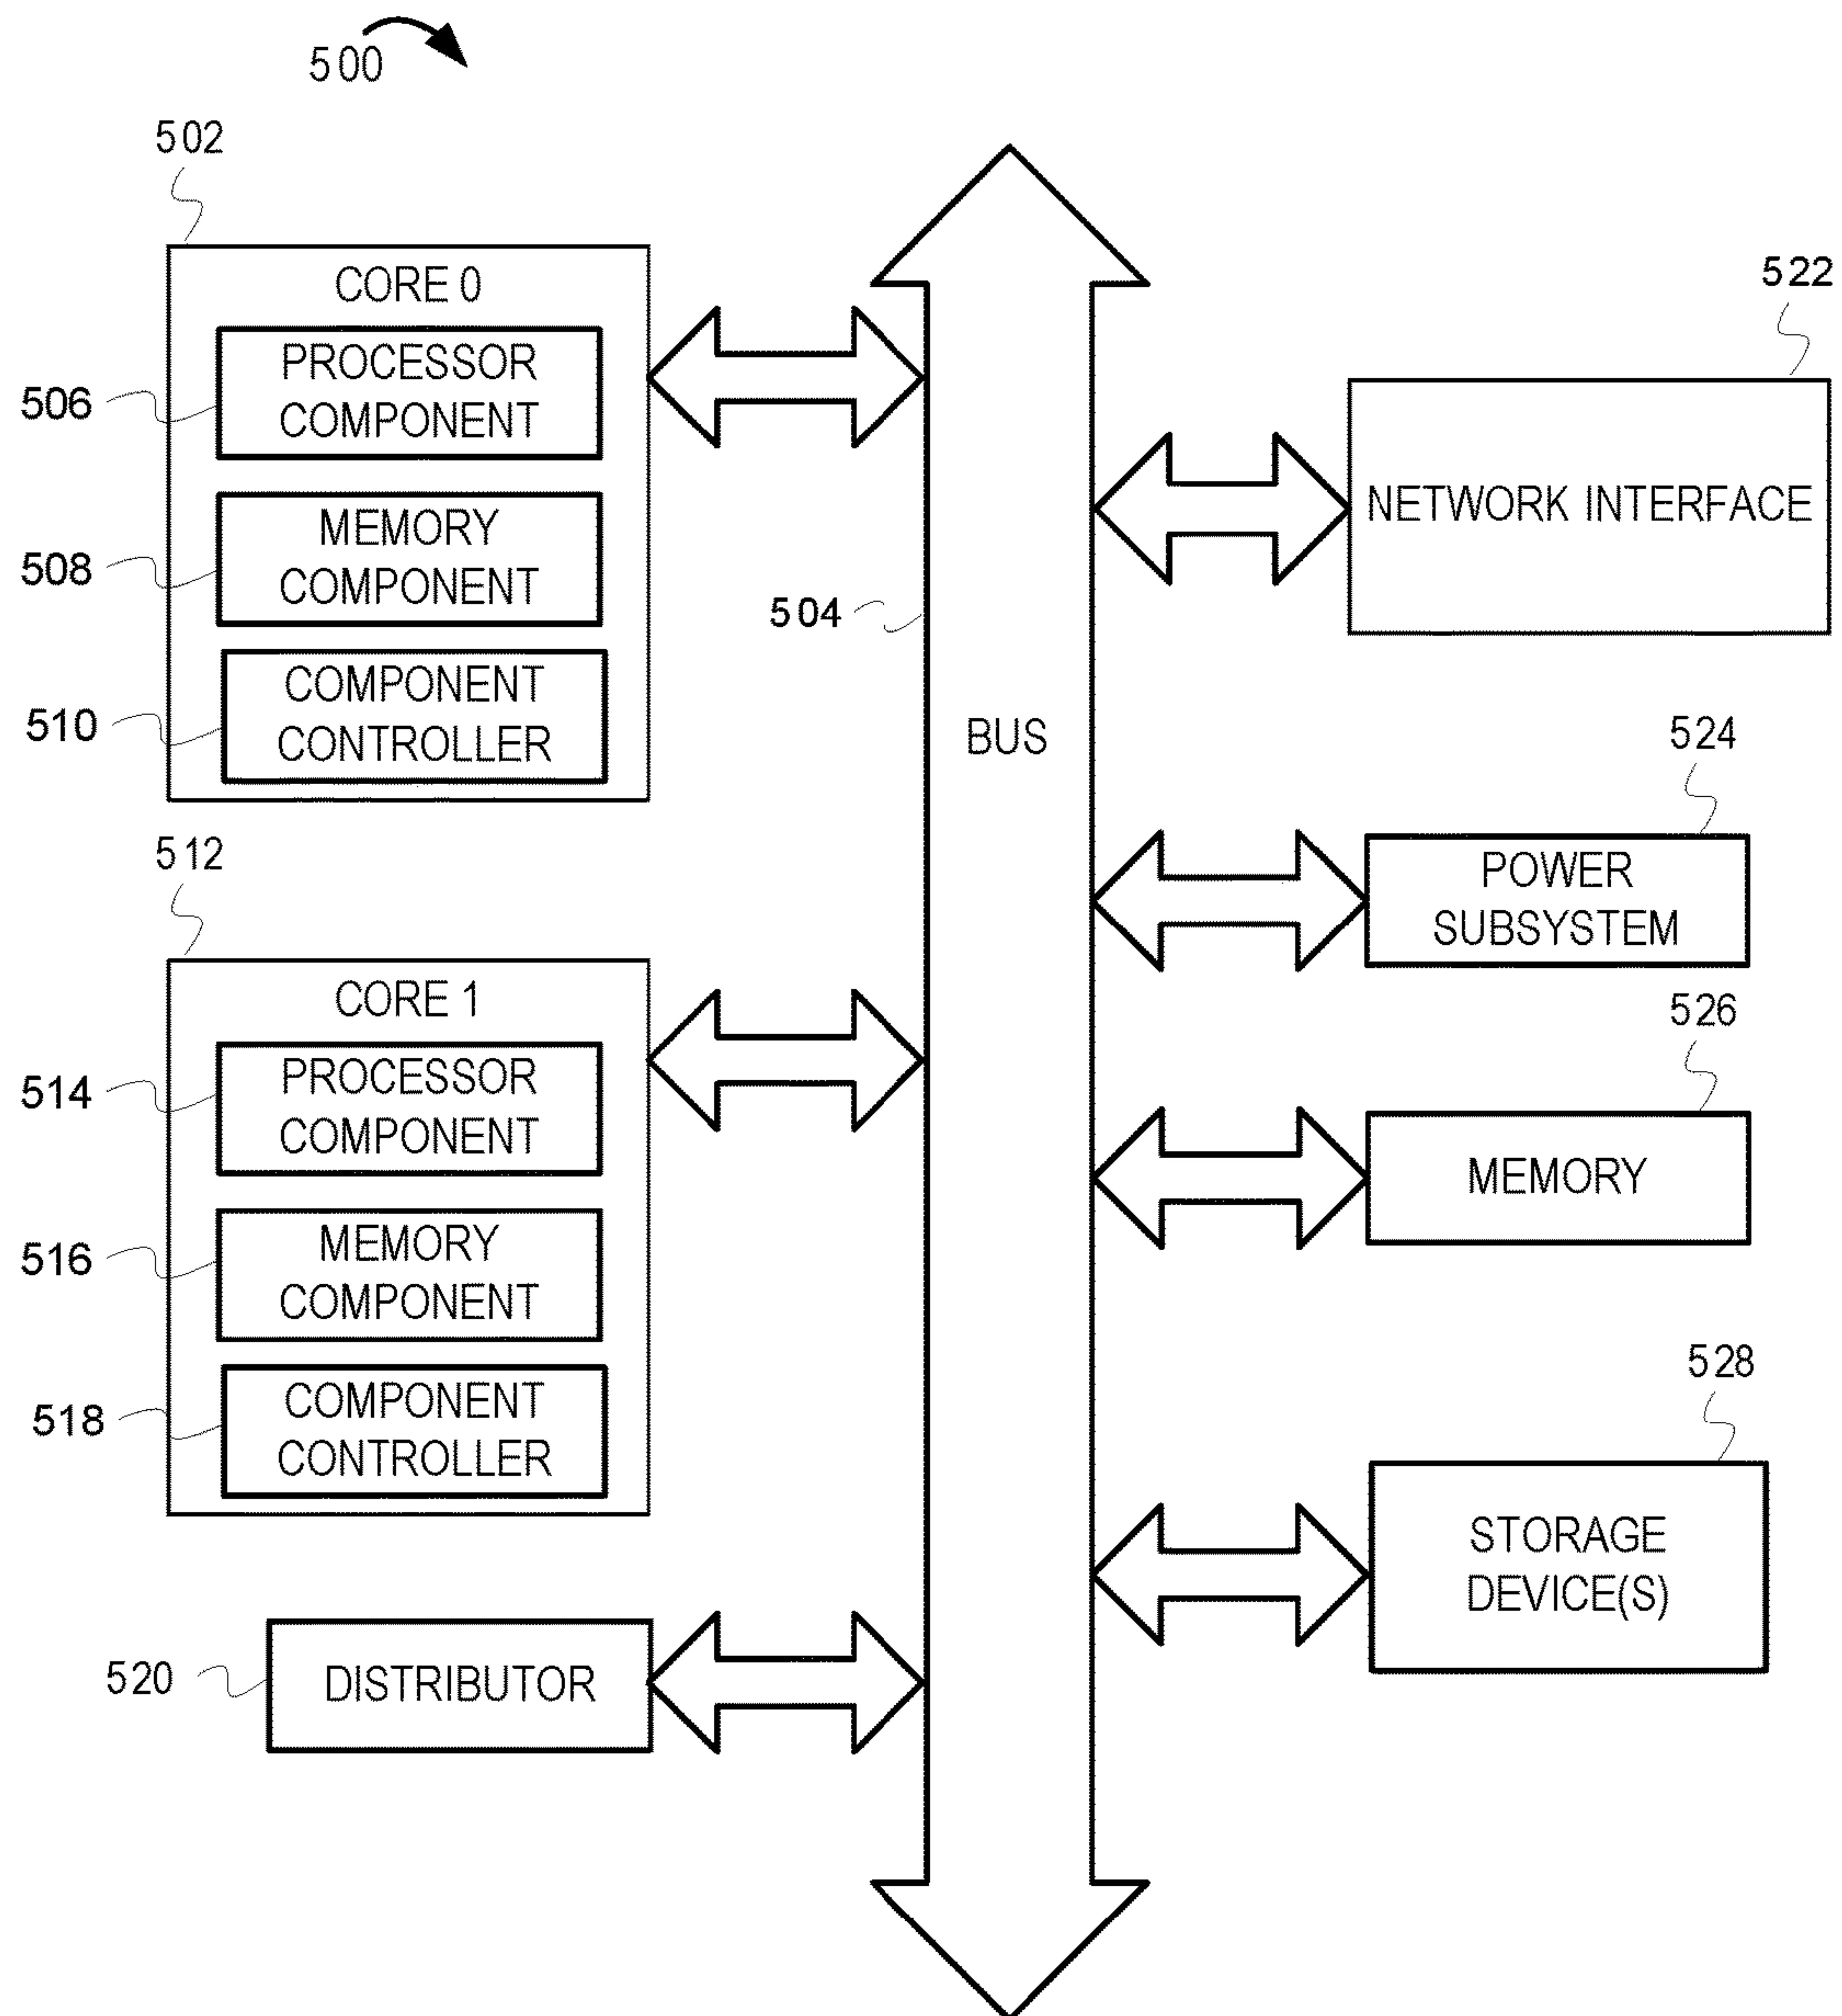 500
502
CORE 0
PROCESSOR
COMPONENT
506
MEMORY
COMPONENT
508
COMPONENT
CONTROLLER
510
512
CORE 1
PROCESSOR
COMPONENT
514
MEMORY
COMPONENT
516
COMPONENT
CONTROLLER
518
DISTRIBUTOR
520
504
BUS
522
NETWORK INTERFACE
524
POWER
SUBSYSTEM
526
MEMORY
528
STORAGE
DEVICE(S)